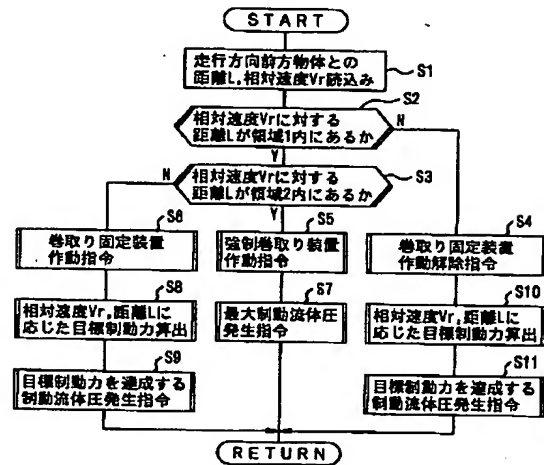 START
走行方向前方物体との
距離L,相対速度Vr読込み
S1
S2
相対速度Vrに対する
距離Lが領域1内にあるか
N
Y
S3
相対速度Vrに対する
距離Lが領域2内にあるか
N
Y
S6
巻取り固定装置
作動指令
S5
強制巻取り装置
作動指令
S4
巻取り固定装置
作動解除指令
S8
相対速度Vr,距離Lに
応じた目標制動力算出
S7
最大制動流体圧
発生指令
S10
相対速度Vr,距離Lに
応じた目標制動力算出
S9
目標制動力を達成する
制動流体圧発生指令
S11
目標制動力を達成する
制動流体圧発生指令
RETURN